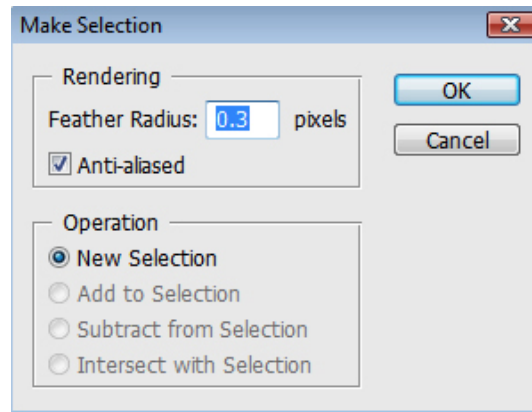 Make Selection
Rendering
Feather Radius: 0.3 pixels
Anti-aliased
OK
Cancel
Operation
New Selection
Add to Selection
Subtract from Selection
Intersect with Selection